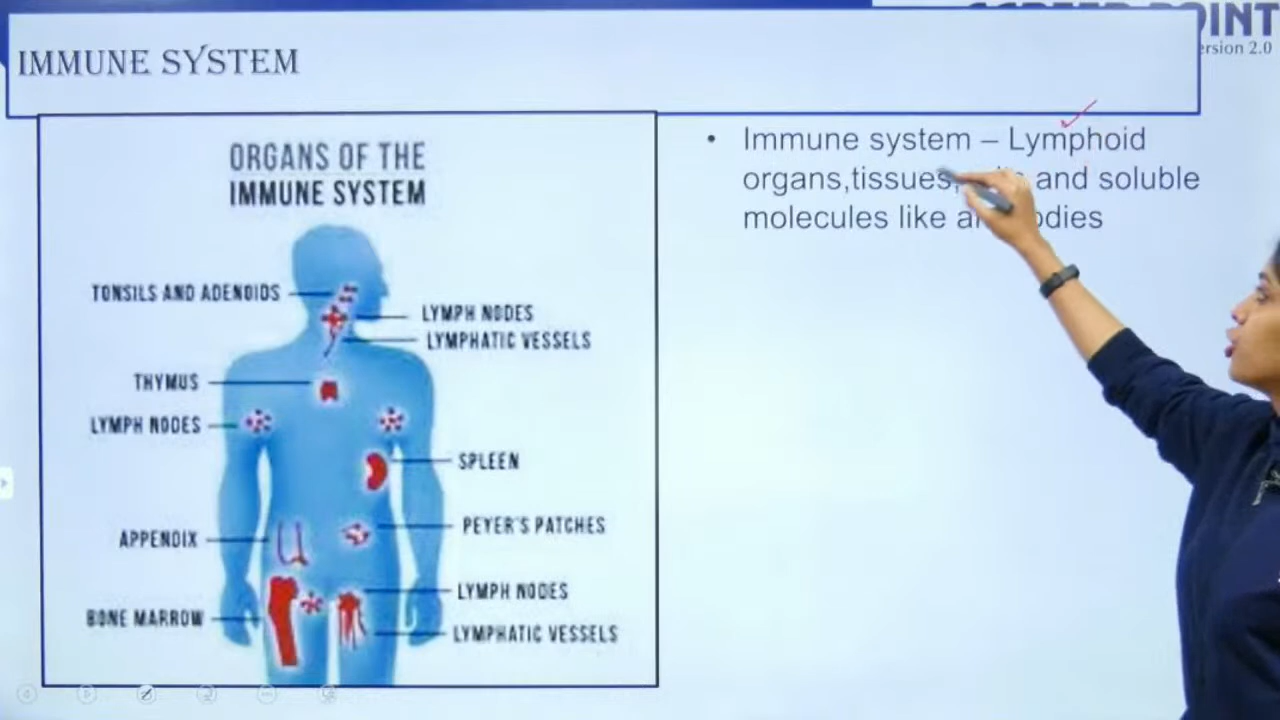 POINT
ersion 2.0
IMMUNE SYSTEM
ORGANS OF THE
IMMUNE SYSTEM
TONSILS AND ADENOIDS
LYMPH NODES
LYMPHATIC VESSELS
THYMUS
LYMPH NODES
SPLEEN
PEYER'S PATCHES
APPENDIX
LYMPH NODES
BONE MARROW
LYMPHATIC VESSELS
• Immune system – Lymphoid
organs,tissues, and soluble
molecules like